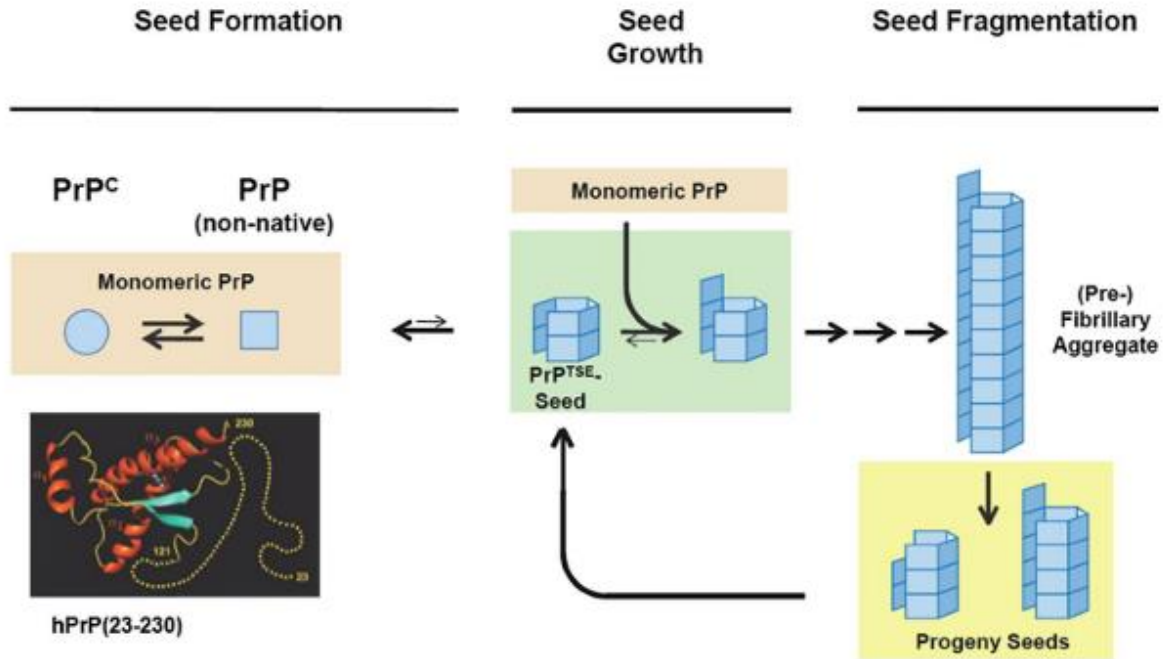 Seed Formation
Seed
Growth
Seed Fragmentation
PrPᶜ
PrP
(non-native)
Monomeric PrP
Monomeric PrP
PrPᵀˢᴱ-
Seed
(Pre-)
Fibrillary
Aggregate
230
121
23
hPrP(23-230)
Progeny Seeds